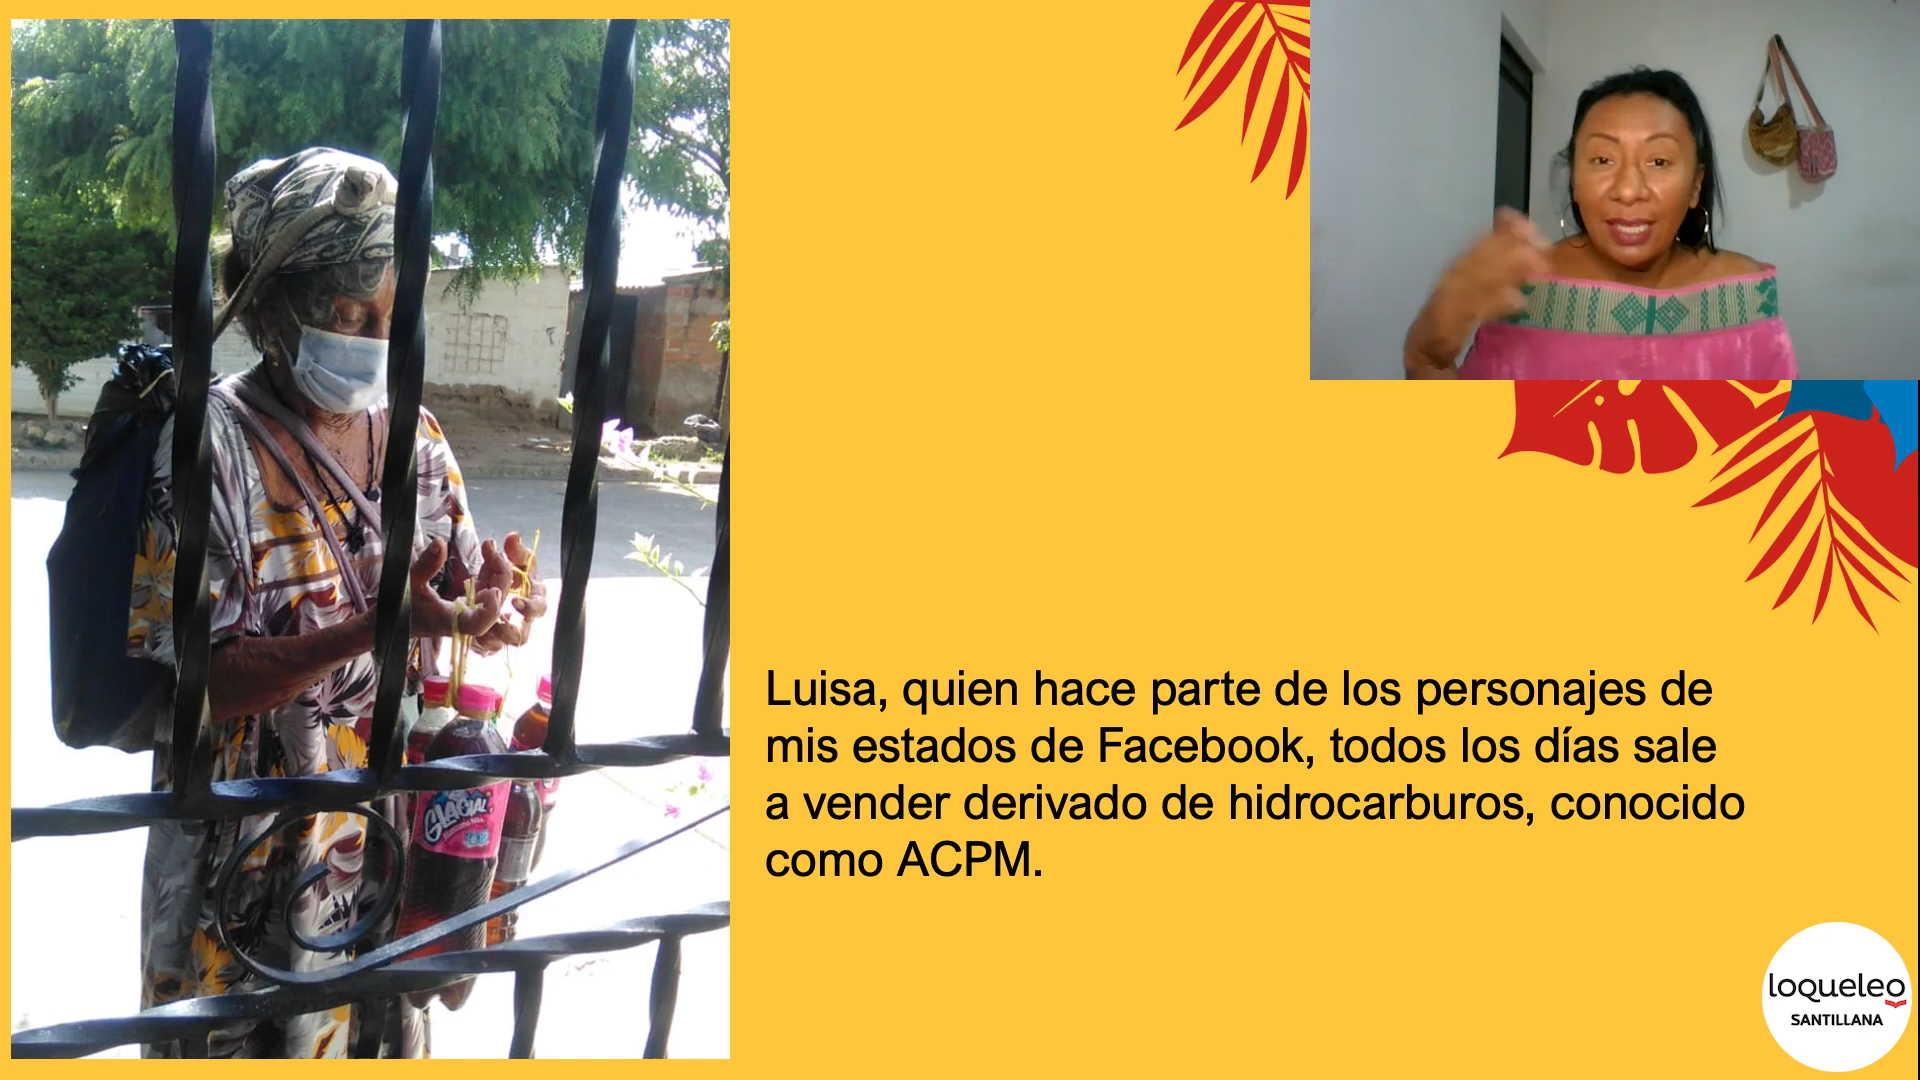 Luisa, quien hace parte de los personajes de
mis estados de Facebook, todos los días sale
a vender derivado de hidrocarburos, conocido
como ACPM.
GLACIAL
loqueleo
SANTILLANA